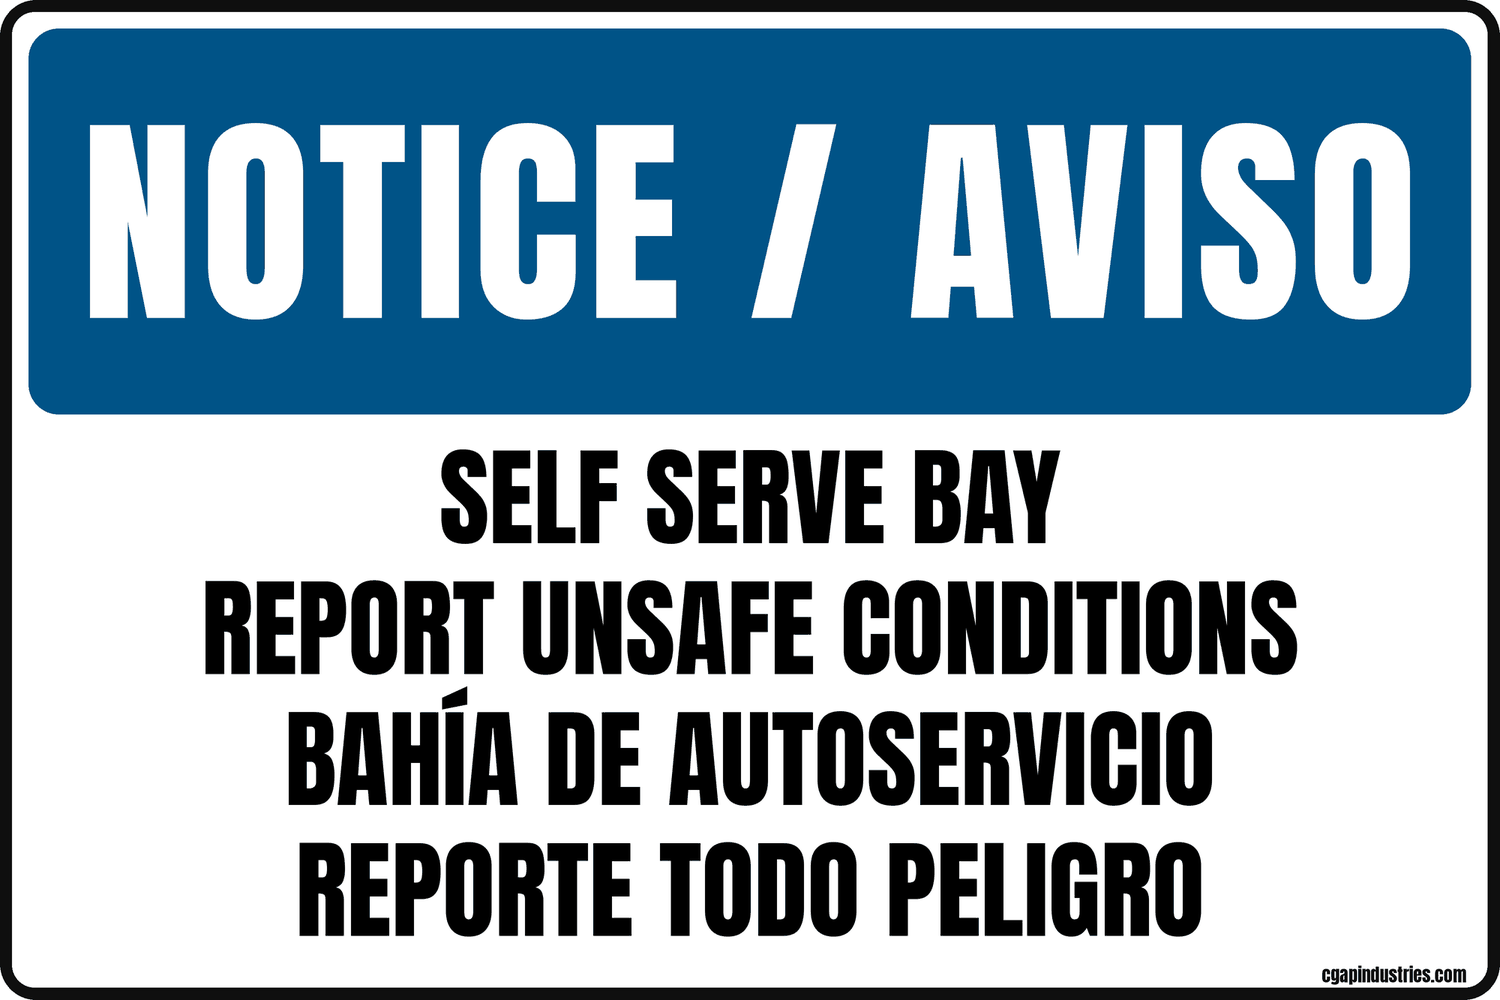 NOTICE / AVISO
SELF SERVE BAY
REPORT UNSAFE CONDITIONS
BAHÍA DE AUTOSERVICIO
REPORTE TODO PELIGRO
cgapindustries.com